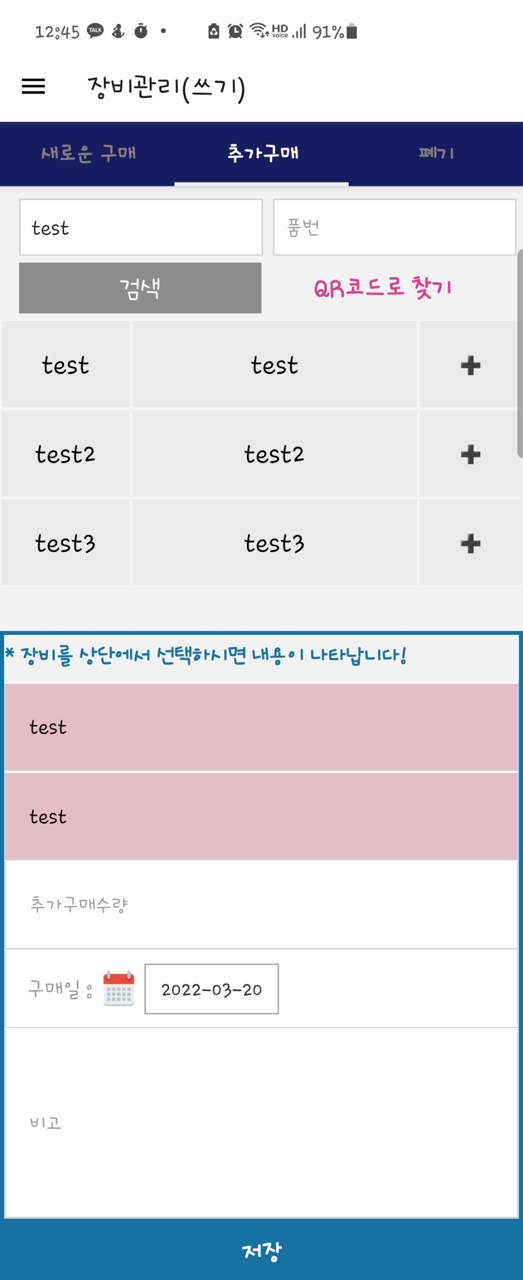 12:45 TALK HD voice 91%
장비관리(쓰기)
새로운 구매 추가구매 폐기
test 품번
검색 QR코드로 찾기
test test
test2 test2
test3 test3
* 장비를 상단에서 선택하시면 내용이 나타납니다!
test
test
추가구매수량
구매일 : 2022-03-20
비고
저장